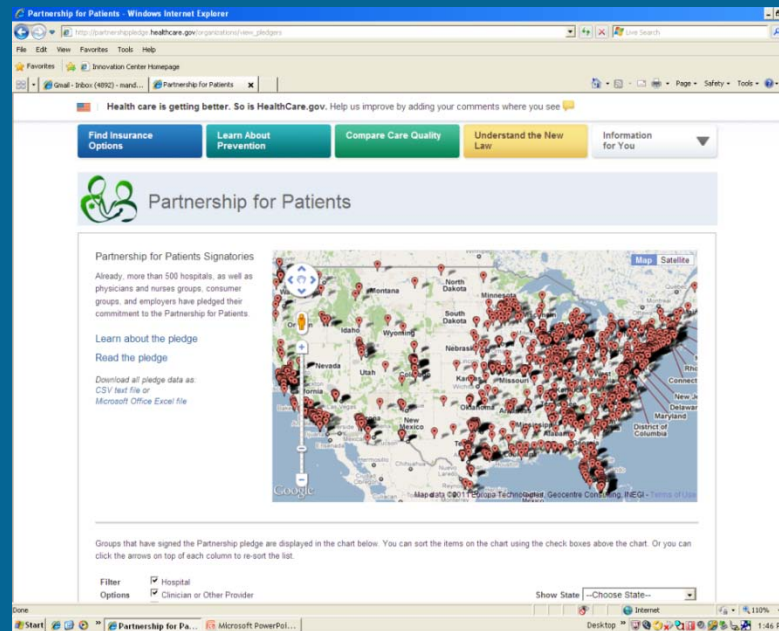 Partnership for Patients - Windows Internet Explorer
http://partnershippledge.healthcare.gov/organizations/view_pledgers
Live Search
File Edit View Favorites Tools Help
Favorites Innovation Center Homepage
Gmail - Inbox (4892) - mand... Partnership for Patients Page Safety Tools
Health care is getting better. So is HealthCare.gov. Help us improve by adding your comments where you see
Find Insurance Options
Learn About Prevention
Compare Care Quality
Understand the New Law
Information for You
Partnership for Patients
Partnership for Patients Signatories
Already, more than 500 hospitals, as well as
physicians and nurses groups, consumer
groups, and employers have pledged their
commitment to the Partnership for Patients.
Learn about the pledge
Read the pledge
Download all pledge data as:
CSV text file or
Microsoft Office Excel file
Map Satellite
Montana
North Dakota
Minnesota
South Dakota
Idaho
Wyoming
Nebraska
Nevada
Utah
Kansas
Missouri
Oklahoma
New Mexico
Mississippi
Alabama
Connect
New J
Delawar
Maryland
District of Columbia
Google
Map data ©2011 Europa Technologies, Geocentre Consulting, INEGI - Terms of Use
Groups that have signed the Partnership pledge are displayed in the chart below. You can sort the items on the chart using the check boxes above the chart. Or you can
click the arrows on top of each column to re-sort the list.
Filter Options
Hospital
Clinician or Other Provider
Show State --Choose State--
Done Internet 110%
Start Partnership for Pa... Microsoft PowerPoi... Desktop 1:46 P